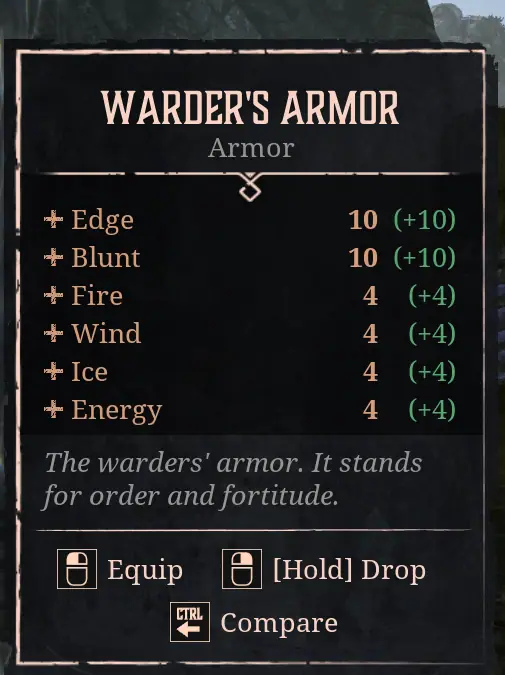 WARDER'S ARMOR
Armor
Edge 10 (+10)
Blunt 10 (+10)
Fire 4 (+4)
Wind 4 (+4)
Ice 4 (+4)
Energy 4 (+4)
The warders' armor. It stands
for order and fortitude.
Equip [Hold] Drop
CTRL Compare